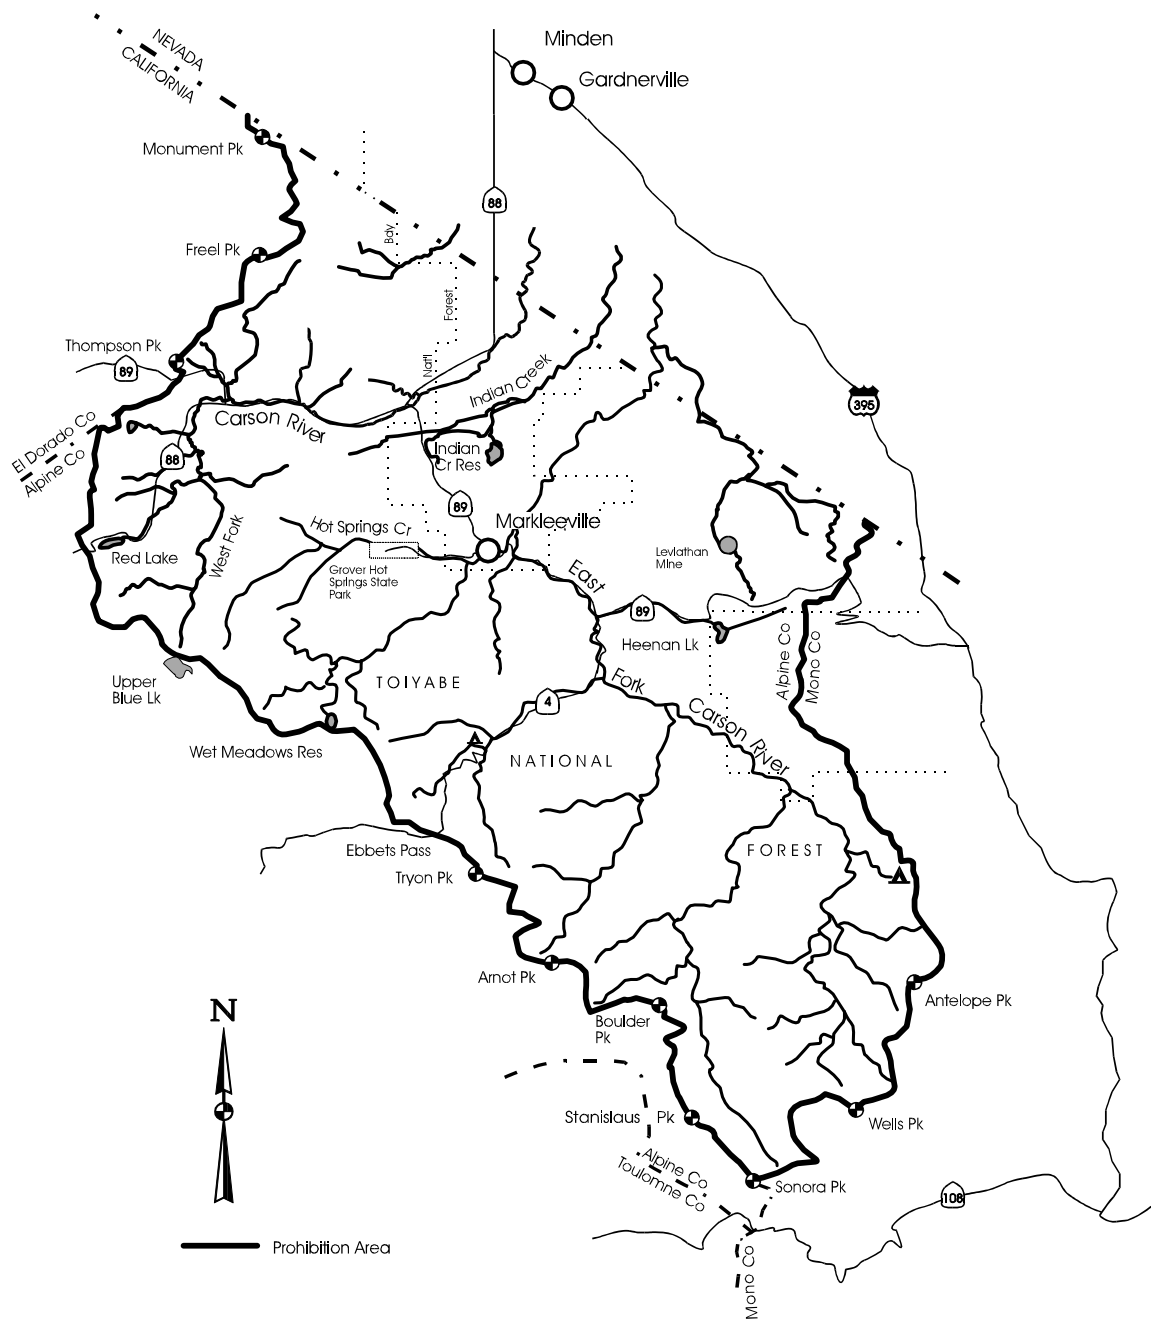 Minden
NEVADA
CALIFORNIA
Gardnerville
Monument Pk
88
Bdy
Freel Pk
Forest
Thompson Pk
89
Nat'l
Indian Creek
395
Carson River
El Dorado Co
Alpine Co
88
Indian
Cr Res
89
Markleeville
Hot Springs Cr
West Fork
Red Lake
Grover Hot
Springs State
Park
Leviathan
Mine
East
89
Heenan Lk
Alpine Co
Mono Co
Upper
Blue Lk
TOIYABE
Fork
4
Carson River
Wet Meadows Res
NATIONAL
Ebbets Pass
FOREST
Tryon Pk
Arnot Pk
Antelope Pk
N
Boulder
Pk
Stanislaus Pk
Wells Pk
Alpine Co
Toulomne Co
Sonora Pk
108
Prohibition Area
Mono Co